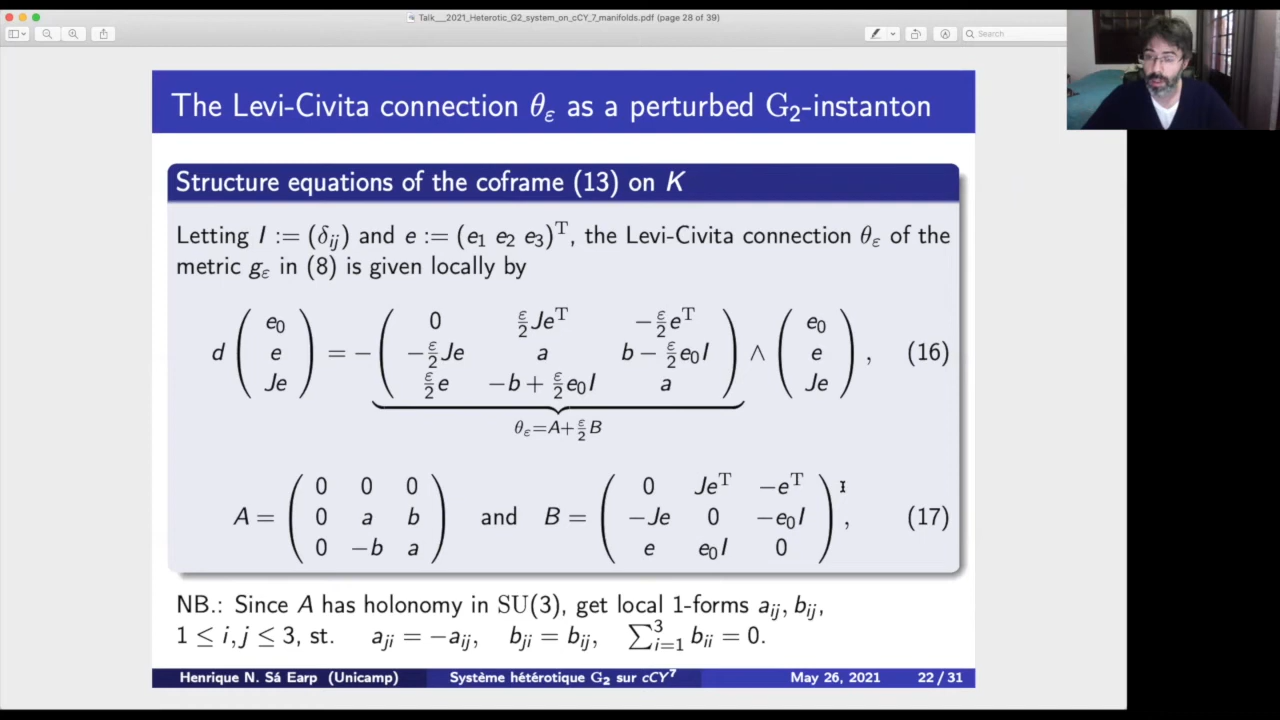 Talk__2021_Heterotic_G2_system_on_cCY_7_manifolds.pdf (page 28 of 39)
Search
The Levi-Civita connection θ_ε as a perturbed G₂-instanton
Structure equations of the coframe (13) on K
Letting I := (δ_ij) and e := (e₁ e₂ e₃)^T, the Levi-Civita connection θ_ε of the
metric g_ε in (8) is given locally by
d ( e₀ ; e ; Je ) = − ( 0 , ε/2 Je^T , −ε/2 e^T ; −ε/2 Je , a , b − ε/2 e₀I ; ε/2 e , −b + ε/2 e₀I , a ) ∧ ( e₀ ; e ; Je ) , (16)
θ_ε=A+ε/2 B
A = ( 0 0 0 ; 0 a b ; 0 −b a ) and B = ( 0 , Je^T , −e^T ; −Je , 0 , −e₀I ; e , e₀I , 0 ) , (17)
NB.: Since A has holonomy in SU(3), get local 1-forms a_ij, b_ij,
1 ≤ i, j ≤ 3, st. a_ji = −a_ij, b_ji = b_ij, ∑³_{i=1} b_ii = 0.
Henrique N. Sá Earp (Unicamp) Système hétérotique G₂ sur cCY⁷ May 26, 2021 22 / 31